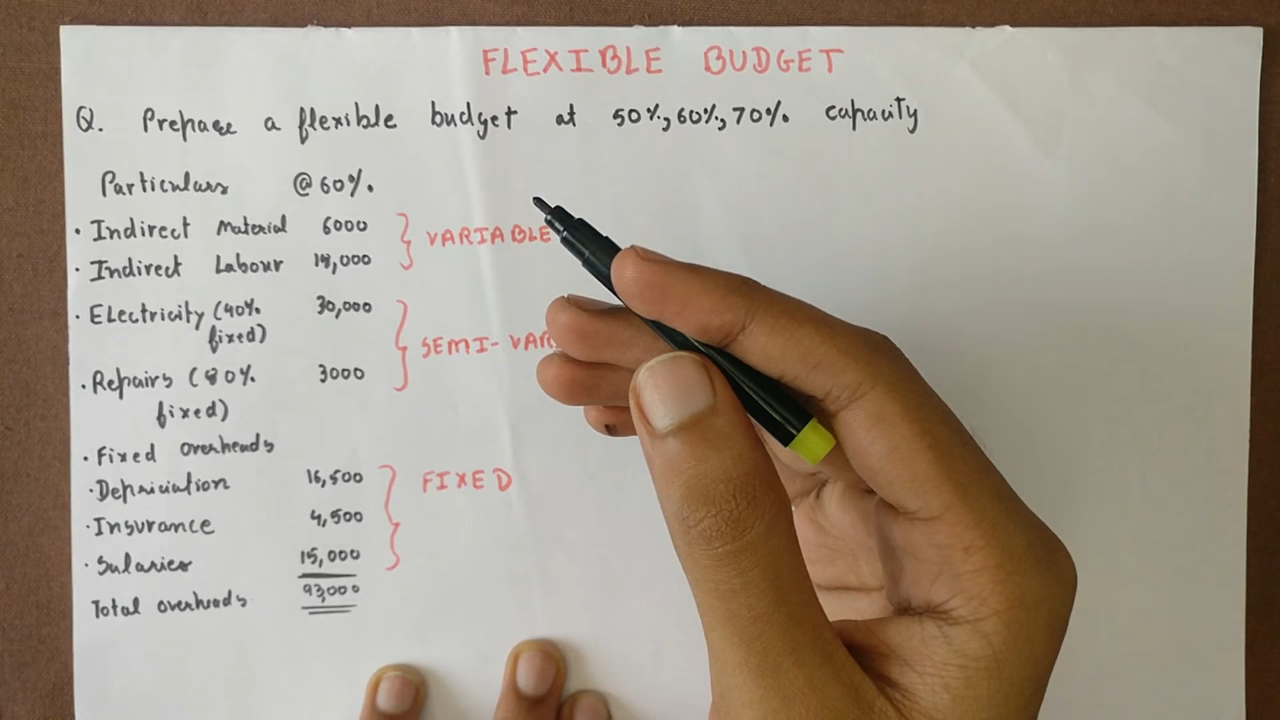 FLEXIBLE BUDGET
Q. Prepare a flexible budget at 50%, 60%, 70% capacity
Particulars @ 60%.
· Indirect Material 6000
VARIABLE
· Indirect Labour 18,000
· Electricity (40% 30,000
fixed)
SEMI-VAR
· Repairs (80% 3000
fixed)
· Fixed overheads
· Depriciation 16,500
FIXED
· Insurance 4,500
· Salaries 15,000
Total overheads 93,000